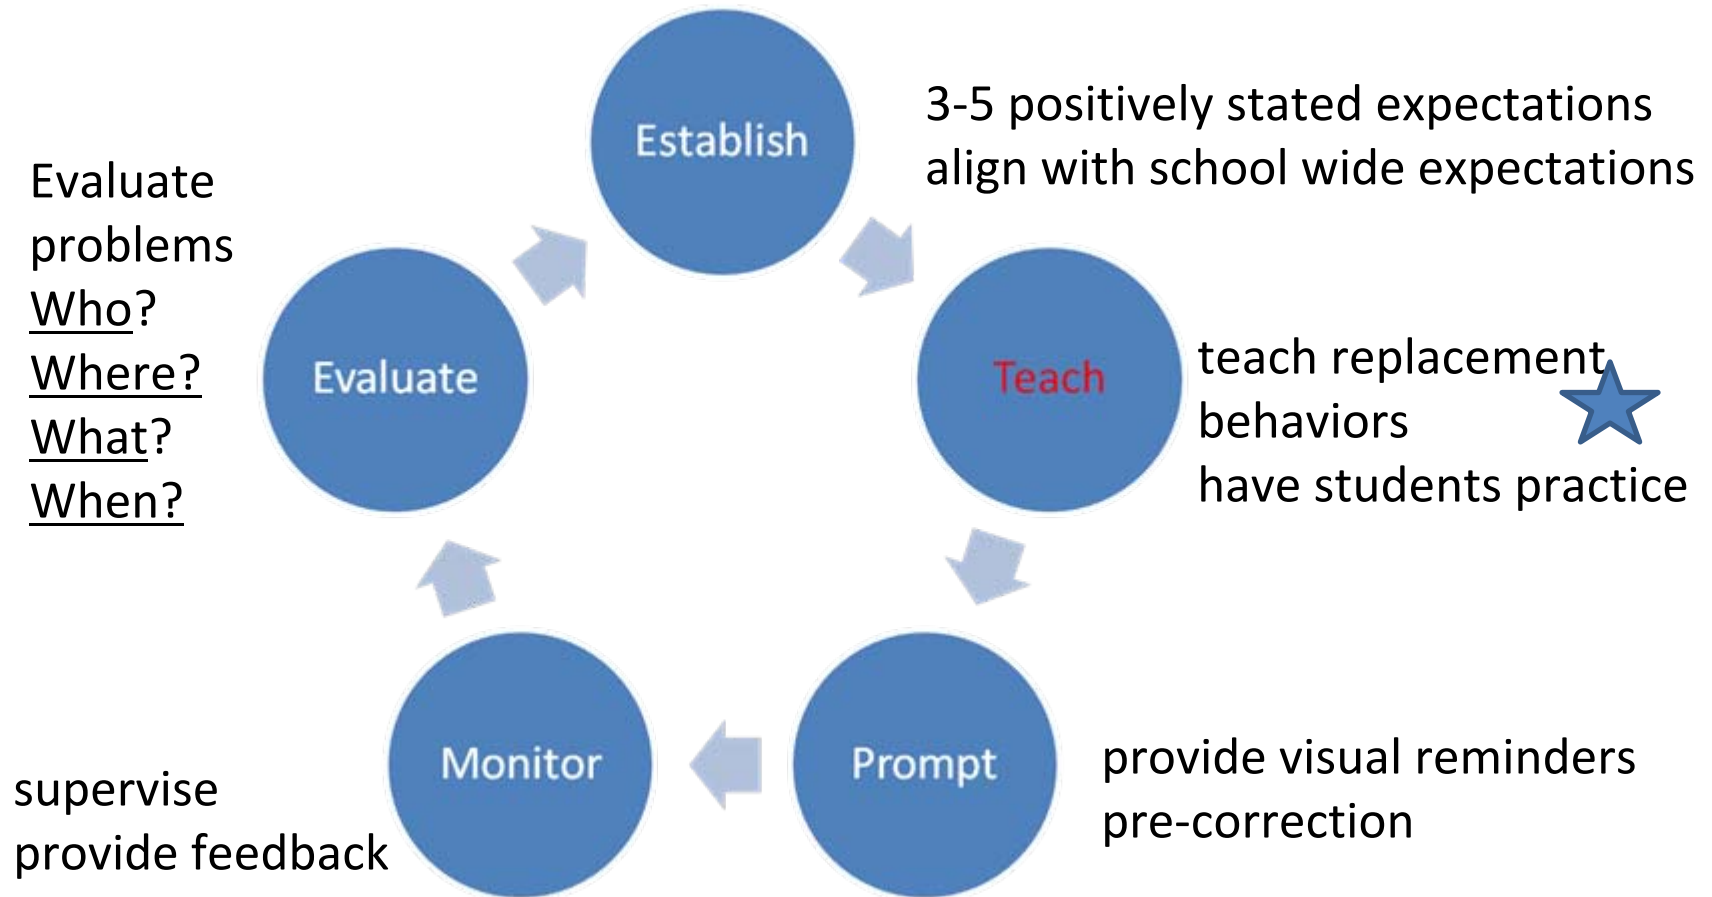 Establish
3-5 positively stated expectations
align with school wide expectations
Teach
teach replacement
behaviors
have students practice
Prompt
provide visual reminders
pre-correction
Monitor
supervise
provide feedback
Evaluate
Evaluate
problems
Who?
Where?
What?
When?